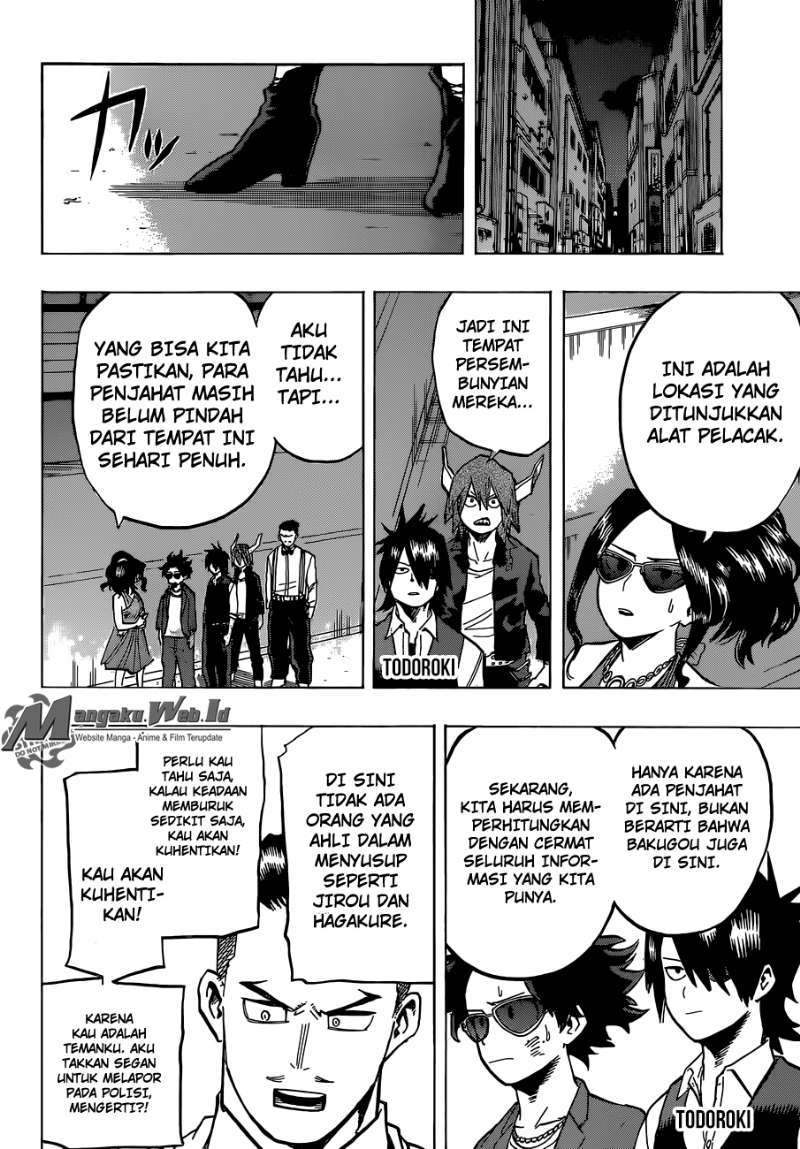 カッ
INI ADALAH
LOKASI YANG
DITUNJUKKAN
ALAT PELACAK.
JADI INI
TEMPAT
PERSEM-
BUNYIAN
MEREKA...
TODOROKI
AKU
TIDAK
TAHU...
TAPI...
YANG BISA KITA
PASTIKAN, PARA
PENJAHAT MASIH
BELUM PINDAH
DARI TEMPAT INI
SEHARI PENUH.
Mangaku.Web.Id
Website Manga - Anime & Film Terupdate
HANYA KARENA
ADA PENJAHAT
DI SINI, BUKAN
BERARTI BAHWA
BAKUGOU JUGA
DI SINI.
SEKARANG,
KITA HARUS MEM-
PERHITUNGKAN
DENGAN CERMAT
SELURUH INFOR-
MASI YANG KITA
PUNYA.
TODOROKI
DI SINI
TIDAK ADA
ORANG YANG
AHLI DALAM
MENYUSUP
SEPERTI
JIROU DAN
HAGAKURE.
PERLU KAU
TAHU SAJA,
KALAU KEADAAN
MEMBURUK
SEDIKIT SAJA,
KAU AKAN
KUHENTIKAN!
KAU AKAN
KUHENTI-
KAN!
KARENA
KAU ADALAH
TEMANKU. AKU
TAKKAN SEGAN
UNTUK MELAPOR
PADA POLISI,
MENGERTI?!